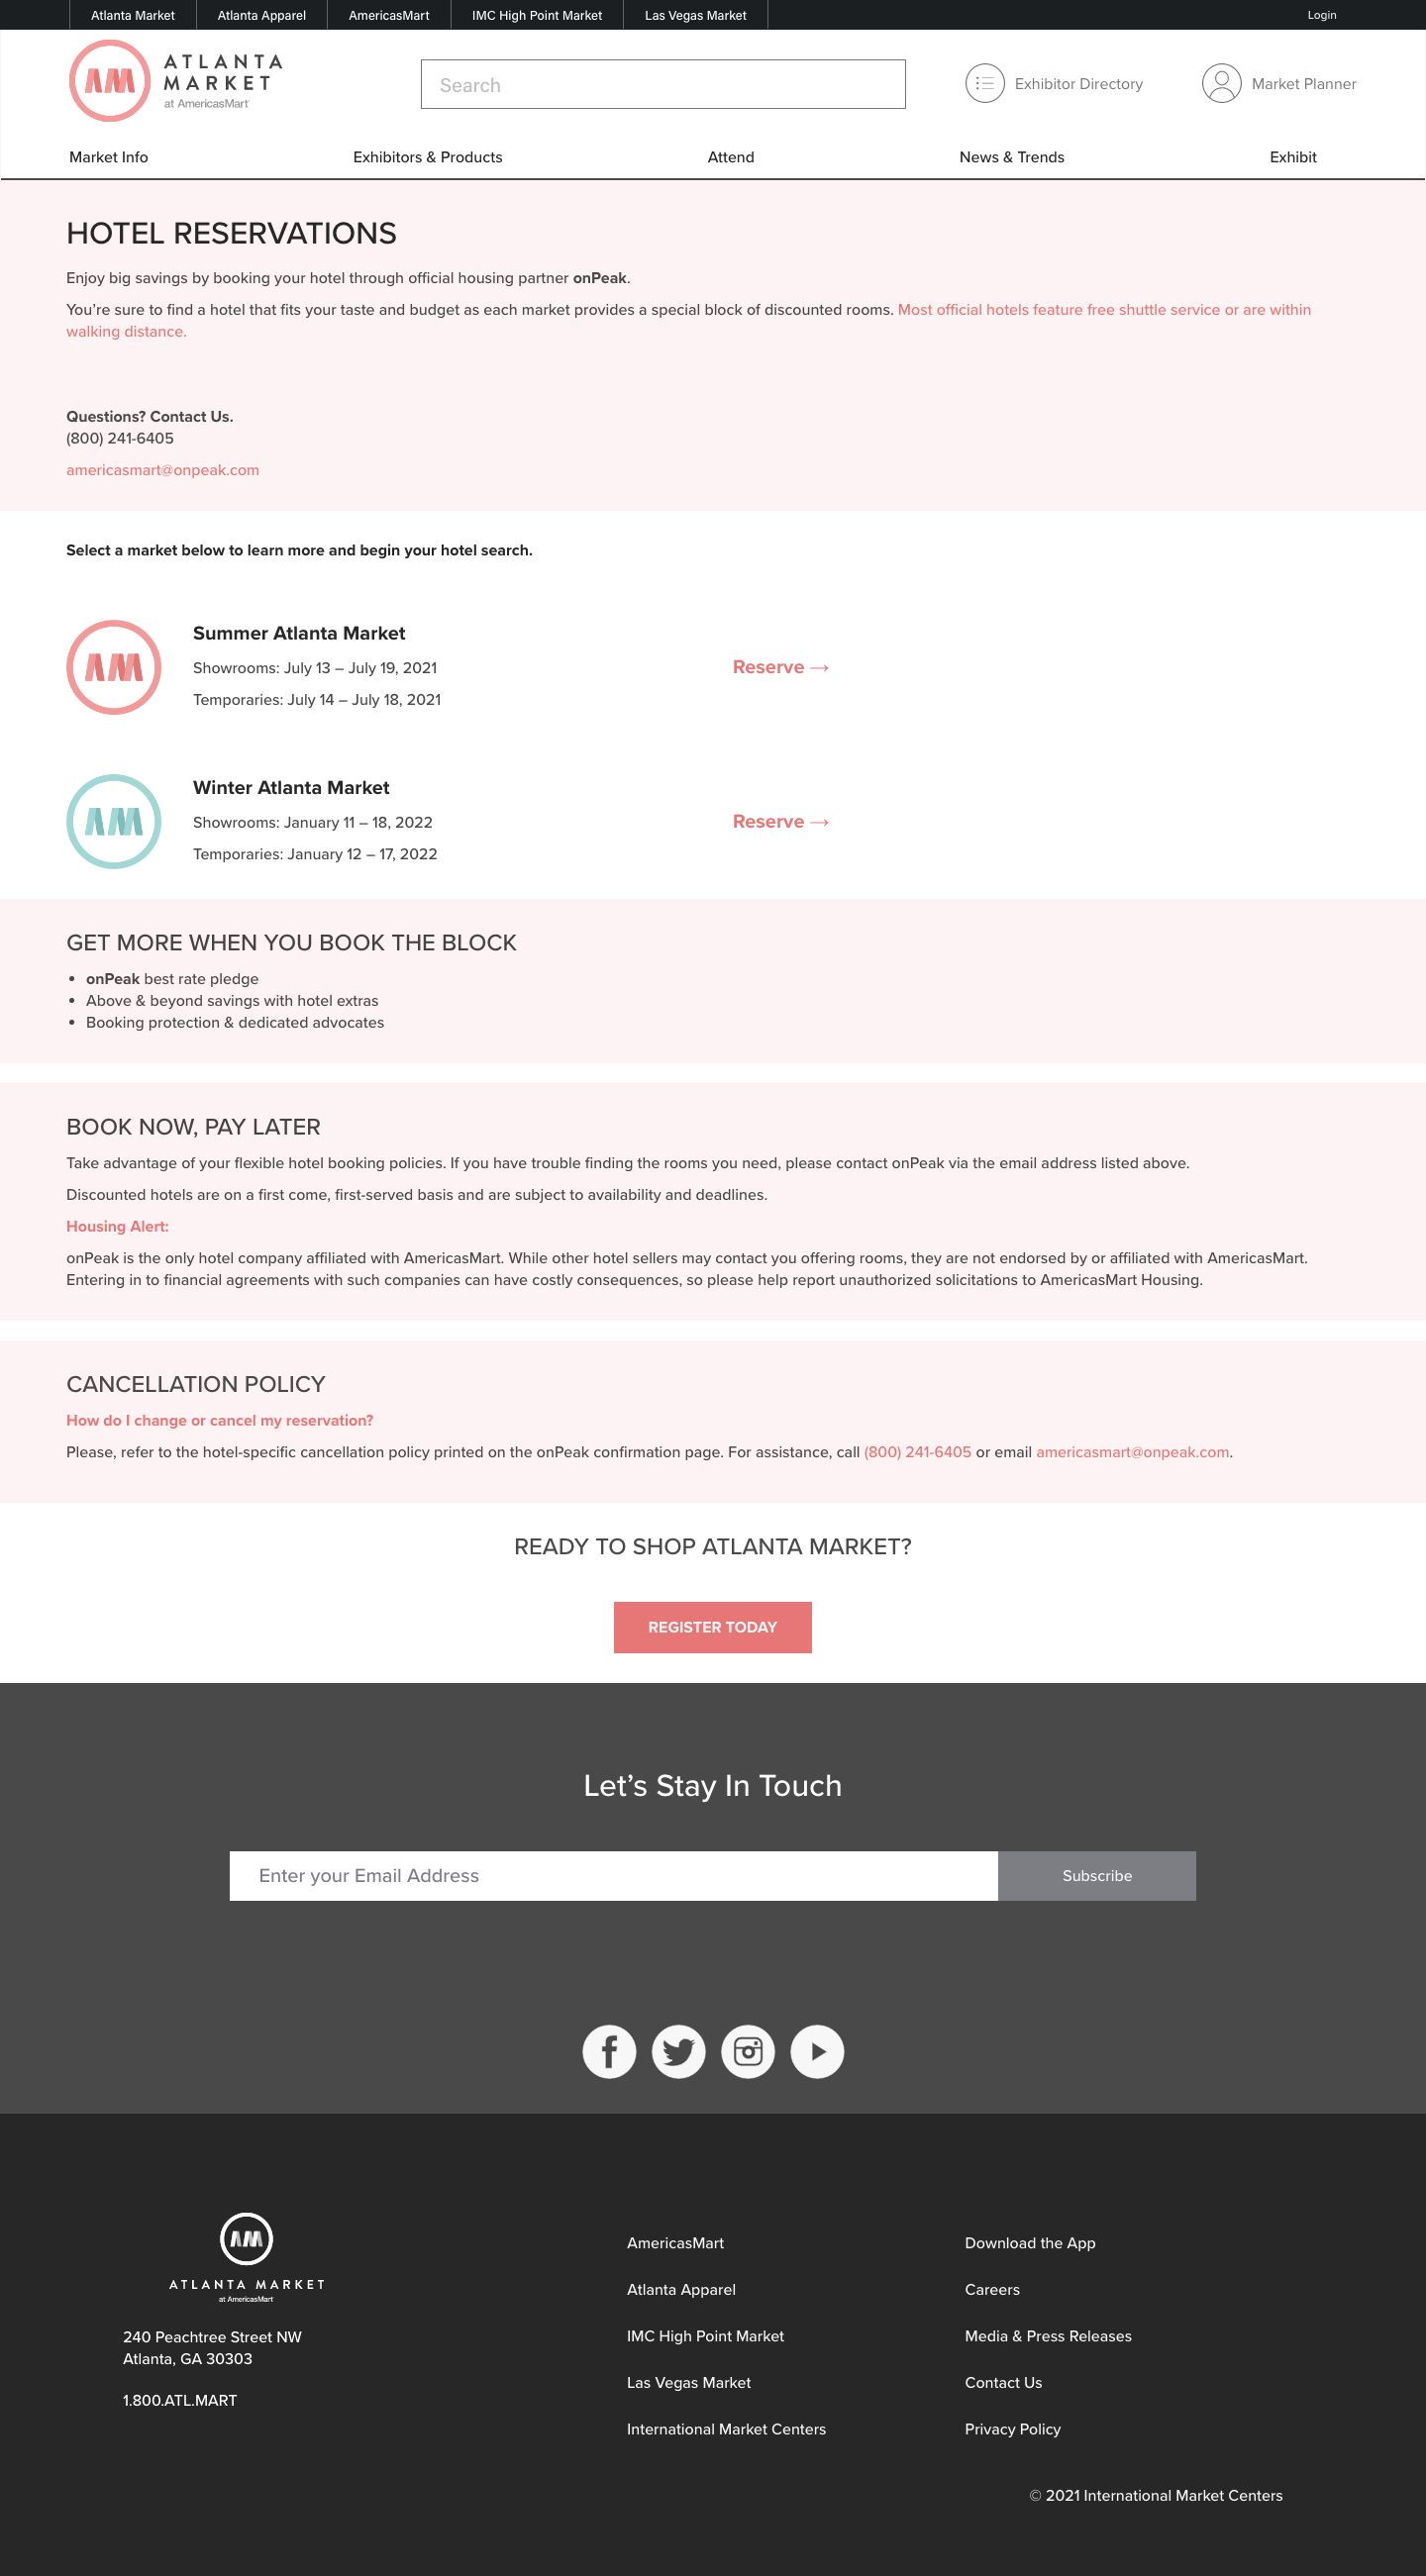 Atlanta Market
Atlanta Apparel
AmericasMart
IMC High Point Market
Las Vegas Market
Login
AM
ATLANTA
MARKET
at AmericasMart
Search
Exhibitor Directory
Market Planner
Market Info
Exhibitors & Products
Attend
News & Trends
Exhibit
HOTEL RESERVATIONS
Enjoy big savings by booking your hotel through official housing partner onPeak.
You’re sure to find a hotel that fits your taste and budget as each market provides a special block of discounted rooms. Most official hotels feature free shuttle service or are within
walking distance.
Questions? Contact Us.
(800) 241-6405
americasmart@onpeak.com
Select a market below to learn more and begin your hotel search.
AM
Summer Atlanta Market
Showrooms: July 13 – July 19, 2021
Temporaries: July 14 – July 18, 2021
Reserve →
AM
Winter Atlanta Market
Showrooms: January 11 – 18, 2022
Temporaries: January 12 – 17, 2022
Reserve →
GET MORE WHEN YOU BOOK THE BLOCK
• onPeak best rate pledge
• Above & beyond savings with hotel extras
• Booking protection & dedicated advocates
BOOK NOW, PAY LATER
Take advantage of your flexible hotel booking policies. If you have trouble finding the rooms you need, please contact onPeak via the email address listed above.
Discounted hotels are on a first come, first-served basis and are subject to availability and deadlines.
Housing Alert:
onPeak is the only hotel company affiliated with AmericasMart. While other hotel sellers may contact you offering rooms, they are not endorsed by or affiliated with AmericasMart.
Entering in to financial agreements with such companies can have costly consequences, so please help report unauthorized solicitations to AmericasMart Housing.
CANCELLATION POLICY
How do I change or cancel my reservation?
Please, refer to the hotel-specific cancellation policy printed on the onPeak confirmation page. For assistance, call (800) 241-6405 or email americasmart@onpeak.com.
READY TO SHOP ATLANTA MARKET?
REGISTER TODAY
Let’s Stay In Touch
Enter your Email Address
Subscribe
AM
ATLANTA MARKET
at AmericasMart
240 Peachtree Street NW
Atlanta, GA 30303
1.800.ATL.MART
AmericasMart
Atlanta Apparel
IMC High Point Market
Las Vegas Market
International Market Centers
Download the App
Careers
Media & Press Releases
Contact Us
Privacy Policy
© 2021 International Market Centers